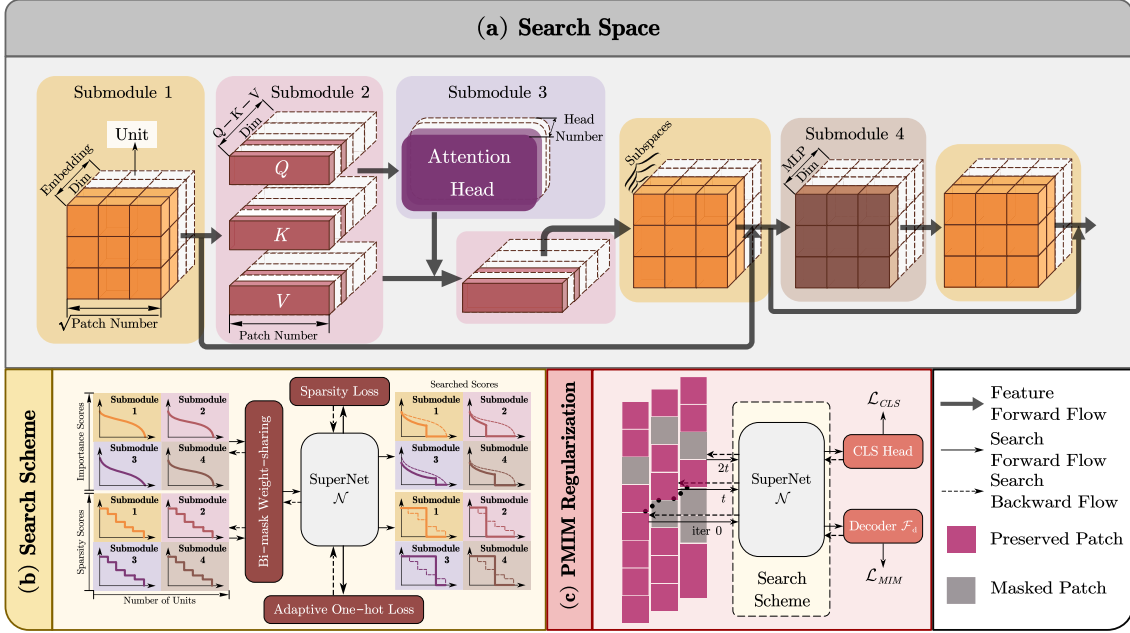 (a) Search Space
Submodule 1
Submodule 2
Submodule 3
Submodule 4
Unit
Embedding
Dim
√Patch Number
Q−K−V
Dim
Q
K
V
Patch Number
Attention
Head
Head
Number
Subspaces
MLP
Dim
(b) Search Scheme
Importance Scores
Sparsity Scores
Submodule
1
Submodule
2
Submodule
3
Submodule
4
Submodule
1
Submodule
2
Submodule
3
Submodule
4
Number of Units
Bi-mask Weight-sharing
Sparsity Loss
SuperNet
𝒩
Adaptive One-hot Loss
Searched Scores
Submodule
1
Submodule
2
Submodule
3
Submodule
4
Submodule
1
Submodule
2
Submodule
3
Submodule
4
(c) PMIM Regularization
2t
t
iter 0
SuperNet
𝒩
Search
Scheme
ℒ_CLS
CLS Head
Decoder ℱ_d
ℒ_MIM
Feature
Forward Flow
Search
Forward Flow
Search
Backward Flow
Preserved Patch
Masked Patch